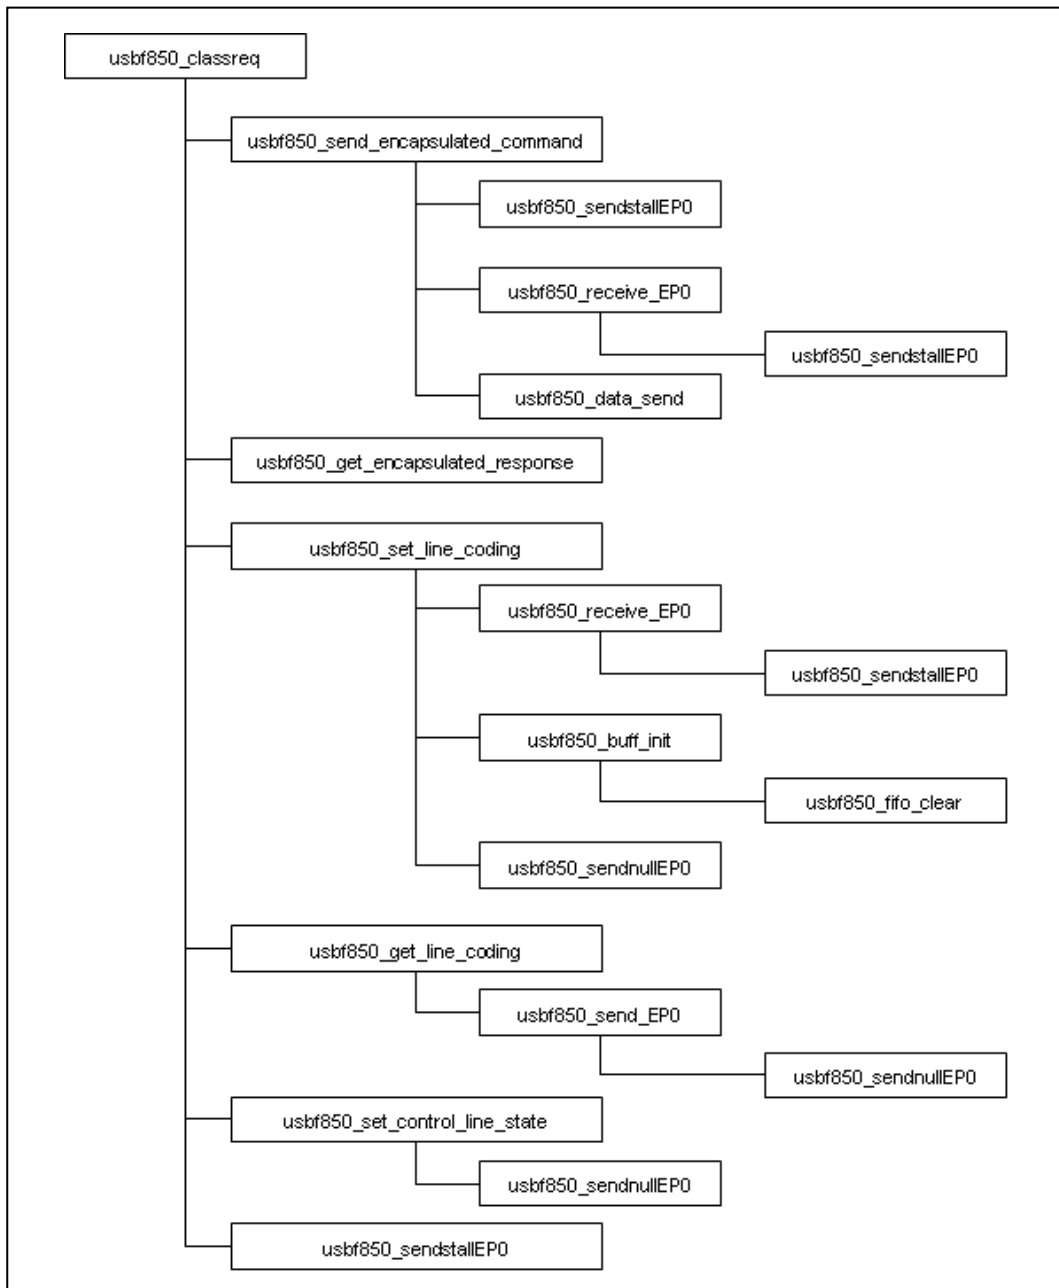 usbf850_classreq
usbf850_send_encapsulated_command
usbf850_sendstallEP0
usbf850_receive_EP0
usbf850_sendstallEP0
usbf850_data_send
usbf850_get_encapsulated_response
usbf850_set_line_coding
usbf850_receive_EP0
usbf850_sendstallEP0
usbf850_buff_init
usbf850_fifo_clear
usbf850_sendnullEP0
usbf850_get_line_coding
usbf850_send_EP0
usbf850_sendnullEP0
usbf850_set_control_line_state
usbf850_sendnullEP0
usbf850_sendstallEP0